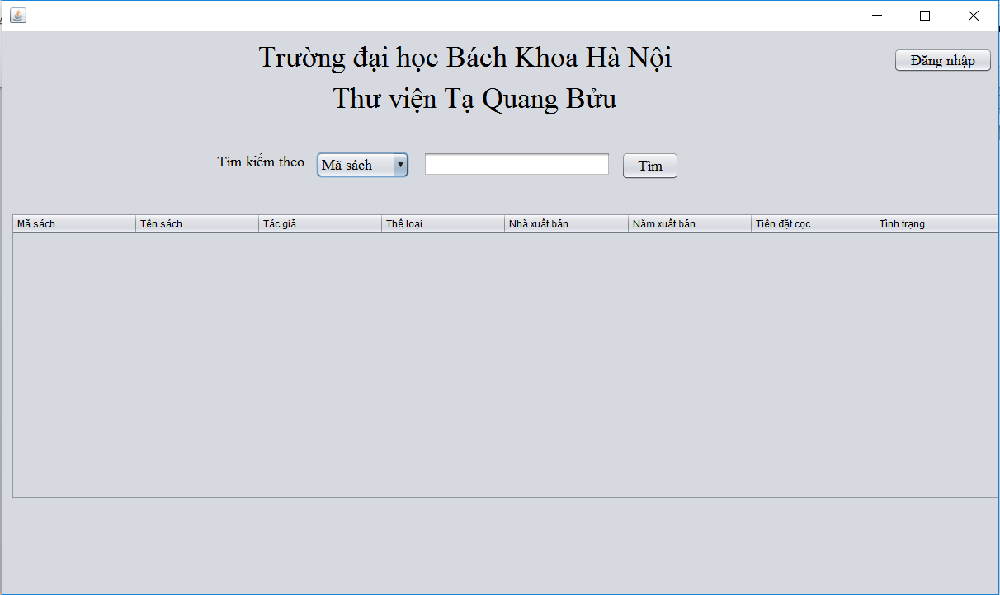 Trường đại học Bách Khoa Hà Nội
Đăng nhập
Thư viện Tạ Quang Bửu
Tìm kiếm theo Mã sách Tìm
Mã sách Tên sách Tác giả Thể loại Nhà xuất bản Năm xuất bản Tiền đặt cọc Tình trạng